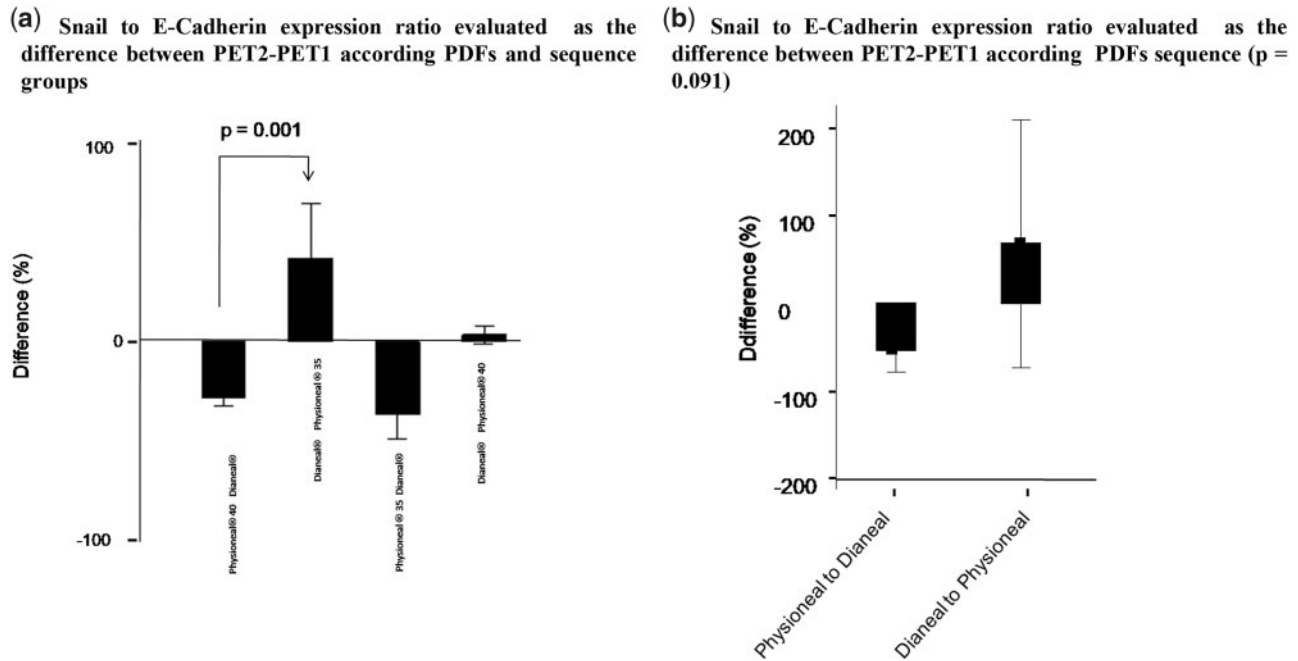 (a) Snail to E-Cadherin expression ratio evaluated as the
difference between PET2-PET1 according PDFs and sequence
groups
p = 0.001
100
0
-100
Difference (%)
Physioneal®40 Dianeal®
Dianeal® Physioneal®35
Physioneal®35 Dianeal®
Dianeal® Physioneal®40
(b) Snail to E-Cadherin expression ratio evaluated as the
difference between PET2-PET1 according PDFs sequence (p =
0.091)
200
100
0
-100
-200
Ddifference (%)
Physioneal to Dianeal
Dianeal to Physioneal